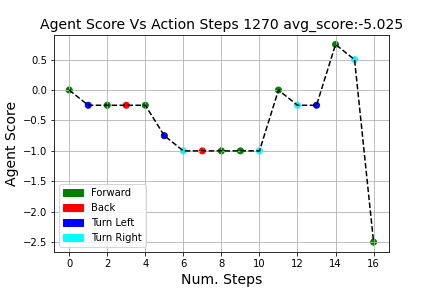 Agent Score Vs Action Steps 1270 avg_score:-5.025
Agent Score
0.5
0.0
−0.5
−1.0
−1.5
−2.0
−2.5
Forward
Back
Turn Left
Turn Right
0 2 4 6 8 10 12 14 16
Num. Steps